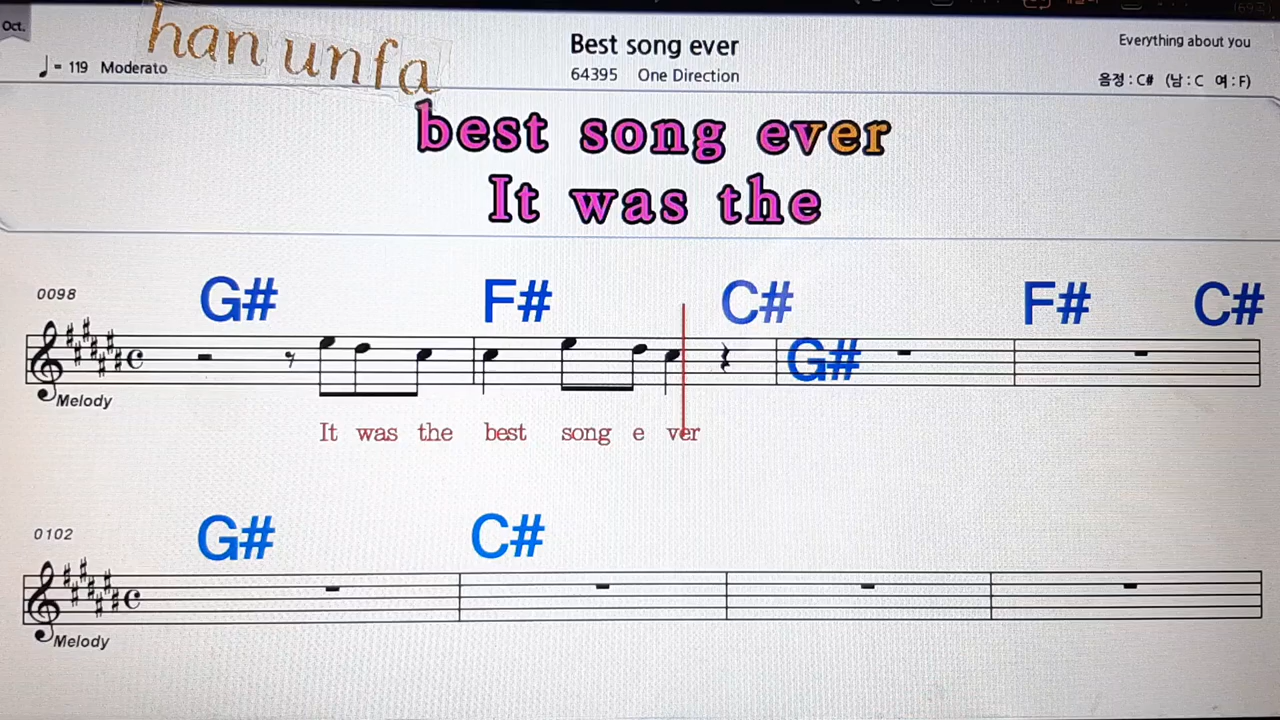 Oct.
han unfa
Best song ever
Everything about you
♩= 119 Moderato
64395 One Direction
음정 : C# (남 : C 여 : F)
best song ever
It was the
0098
G# F# C# F# C#
G#
Melody
It was the best song e ver
0102
G# C#
Melody